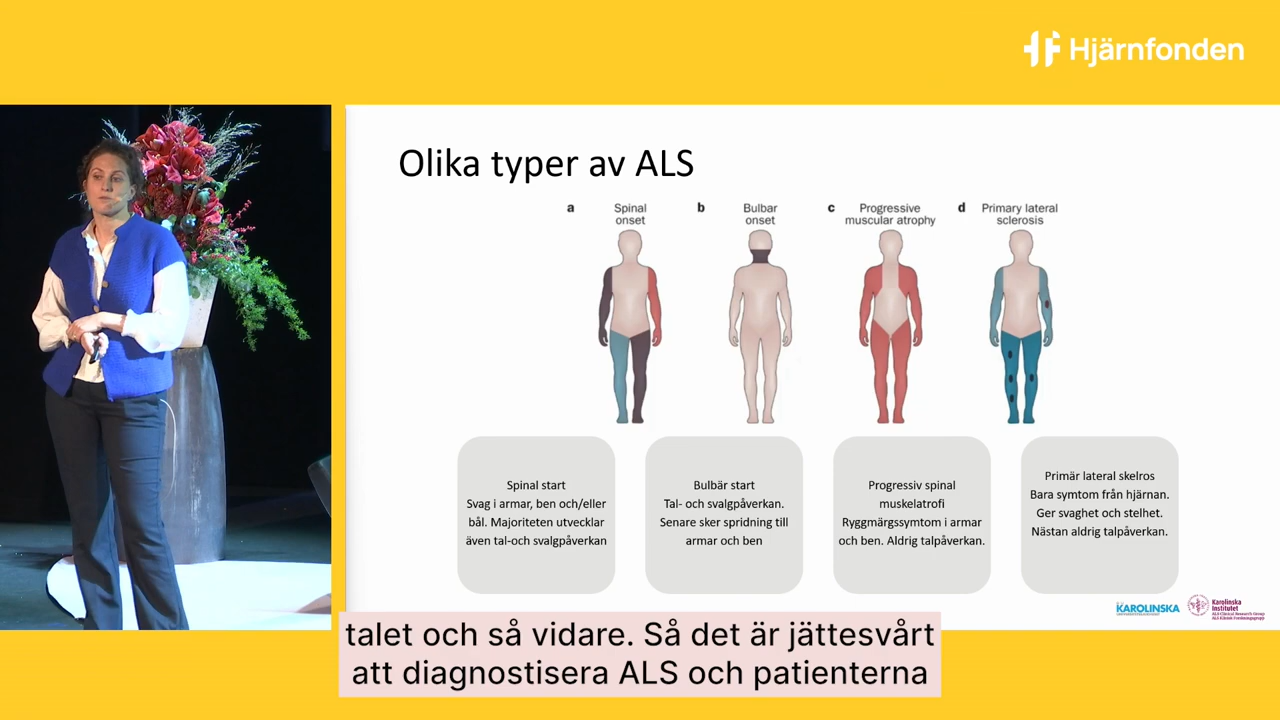 Hjärnfonden
Olika typer av ALS
a Spinal onset
b Bulbar onset
c Progressive muscular atrophy
d Primary lateral sclerosis
Spinal start
Svag i armar, ben och/eller
bål. Majoriteten utvecklar
även tal-och svalgpåverkan
Bulbär start
Tal- och svalgpåverkan.
Senare sker spridning till
armar och ben
Progressiv spinal
muskelatrofi
Ryggmärgssymtom i armar
och ben. Aldrig talpåverkan.
Primär lateral skelros
Bara symtom från hjärnan.
Ger svaghet och stelhet.
Nästan aldrig talpåverkan.
KAROLINSKA
Karolinska
Institutet
talet och så vidare. Så det är jättesvårt
att diagnostisera ALS och patienterna